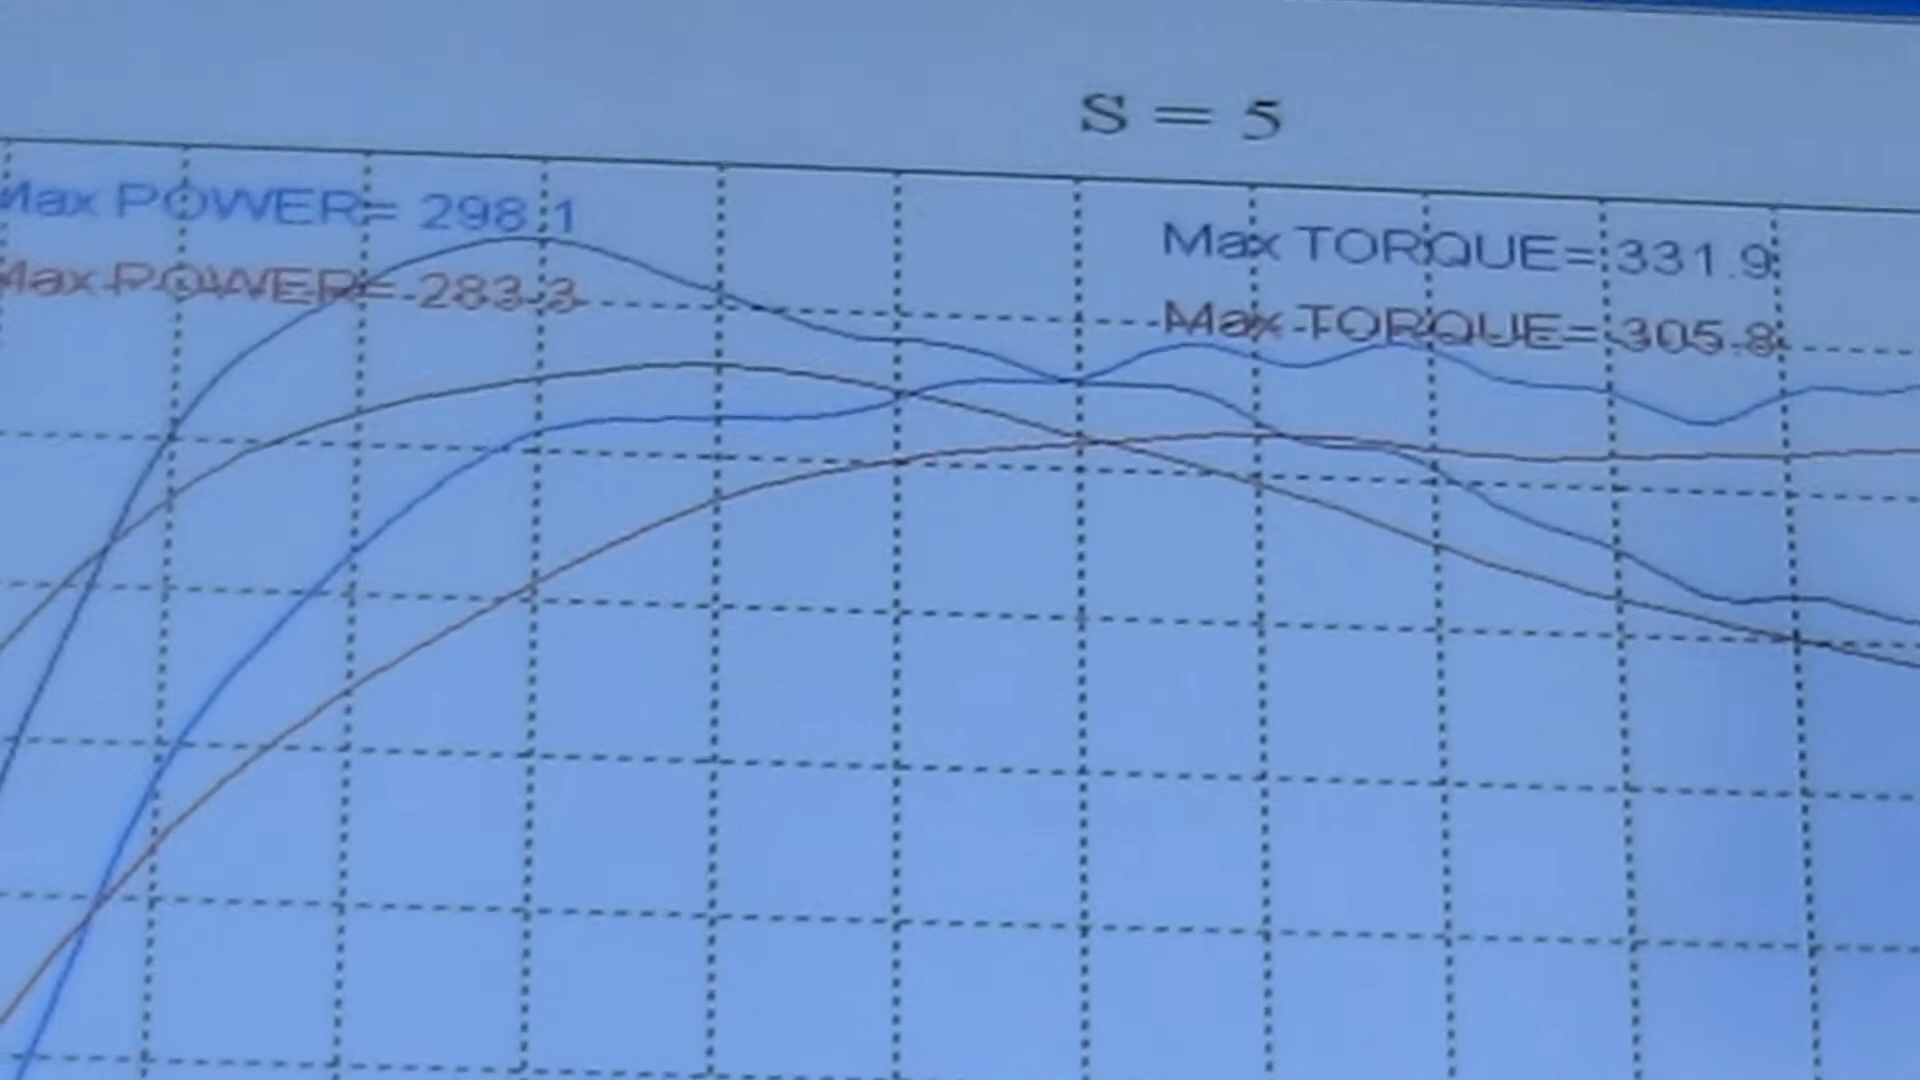 S = 5
Max POWER= 298.1
Max TORQUE= 331.9
Max POWER= 283.3
Max TORQUE= 305.8